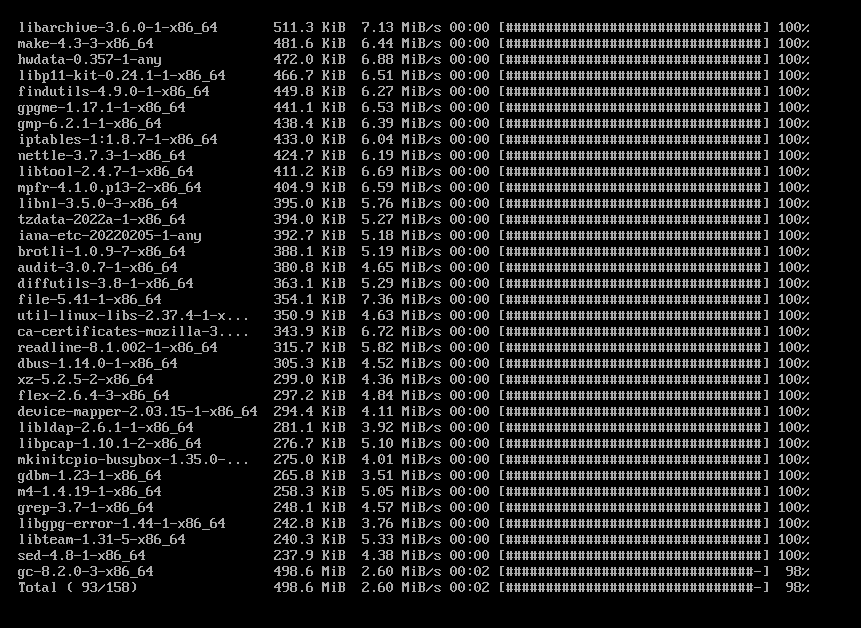 libarchive-3.6.0-1-x86_64 511.3 KiB 7.13 MiB/s 00:00 [################################] 100%
make-4.3-3-x86_64 481.6 KiB 6.44 MiB/s 00:00 [################################] 100%
hwdata-0.357-1-any 472.0 KiB 6.88 MiB/s 00:00 [################################] 100%
libp11-kit-0.24.1-1-x86_64 466.7 KiB 6.51 MiB/s 00:00 [################################] 100%
findutils-4.9.0-1-x86_64 449.8 KiB 6.27 MiB/s 00:00 [################################] 100%
gpgme-1.17.1-1-x86_64 441.1 KiB 6.53 MiB/s 00:00 [################################] 100%
gmp-6.2.1-1-x86_64 438.4 KiB 6.39 MiB/s 00:00 [################################] 100%
iptables-1:1.8.7-1-x86_64 433.0 KiB 6.04 MiB/s 00:00 [################################] 100%
nettle-3.7.3-1-x86_64 424.7 KiB 6.19 MiB/s 00:00 [################################] 100%
libtool-2.4.7-1-x86_64 411.2 KiB 6.69 MiB/s 00:00 [################################] 100%
mpfr-4.1.0.p13-2-x86_64 404.9 KiB 6.59 MiB/s 00:00 [################################] 100%
libnl-3.5.0-3-x86_64 395.0 KiB 5.76 MiB/s 00:00 [################################] 100%
tzdata-2022a-1-x86_64 394.0 KiB 5.27 MiB/s 00:00 [################################] 100%
iana-etc-20220205-1-any 392.7 KiB 5.18 MiB/s 00:00 [################################] 100%
brotli-1.0.9-7-x86_64 388.1 KiB 5.19 MiB/s 00:00 [################################] 100%
audit-3.0.7-1-x86_64 380.8 KiB 4.65 MiB/s 00:00 [################################] 100%
diffutils-3.8-1-x86_64 363.1 KiB 5.29 MiB/s 00:00 [################################] 100%
file-5.41-1-x86_64 354.1 KiB 7.36 MiB/s 00:00 [################################] 100%
util-linux-libs-2.37.4-1-x... 350.9 KiB 4.63 MiB/s 00:00 [################################] 100%
ca-certificates-mozilla-3.... 343.9 KiB 6.72 MiB/s 00:00 [################################] 100%
readline-8.1.002-1-x86_64 315.7 KiB 5.82 MiB/s 00:00 [################################] 100%
dbus-1.14.0-1-x86_64 305.3 KiB 4.52 MiB/s 00:00 [################################] 100%
xz-5.2.5-2-x86_64 299.0 KiB 4.36 MiB/s 00:00 [################################] 100%
flex-2.6.4-3-x86_64 297.2 KiB 4.84 MiB/s 00:00 [################################] 100%
device-mapper-2.03.15-1-x86_64 294.4 KiB 4.11 MiB/s 00:00 [################################] 100%
libldap-2.6.1-1-x86_64 281.1 KiB 3.92 MiB/s 00:00 [################################] 100%
libpcap-1.10.1-2-x86_64 276.7 KiB 5.10 MiB/s 00:00 [################################] 100%
mkinitcpio-busybox-1.35.0-... 275.0 KiB 4.01 MiB/s 00:00 [################################] 100%
gdbm-1.23-1-x86_64 265.8 KiB 3.51 MiB/s 00:00 [################################] 100%
m4-1.4.19-1-x86_64 258.3 KiB 5.05 MiB/s 00:00 [################################] 100%
grep-3.7-1-x86_64 248.1 KiB 4.57 MiB/s 00:00 [################################] 100%
libgpg-error-1.44-1-x86_64 242.8 KiB 3.76 MiB/s 00:00 [################################] 100%
libteam-1.31-5-x86_64 240.3 KiB 5.33 MiB/s 00:00 [################################] 100%
sed-4.8-1-x86_64 237.9 KiB 4.38 MiB/s 00:00 [################################] 100%
gc-8.2.0-3-x86_64 498.6 MiB 2.60 MiB/s 00:02 [###############################-] 98%
Total ( 93/158) 498.6 MiB 2.60 MiB/s 00:02 [###############################-] 98%